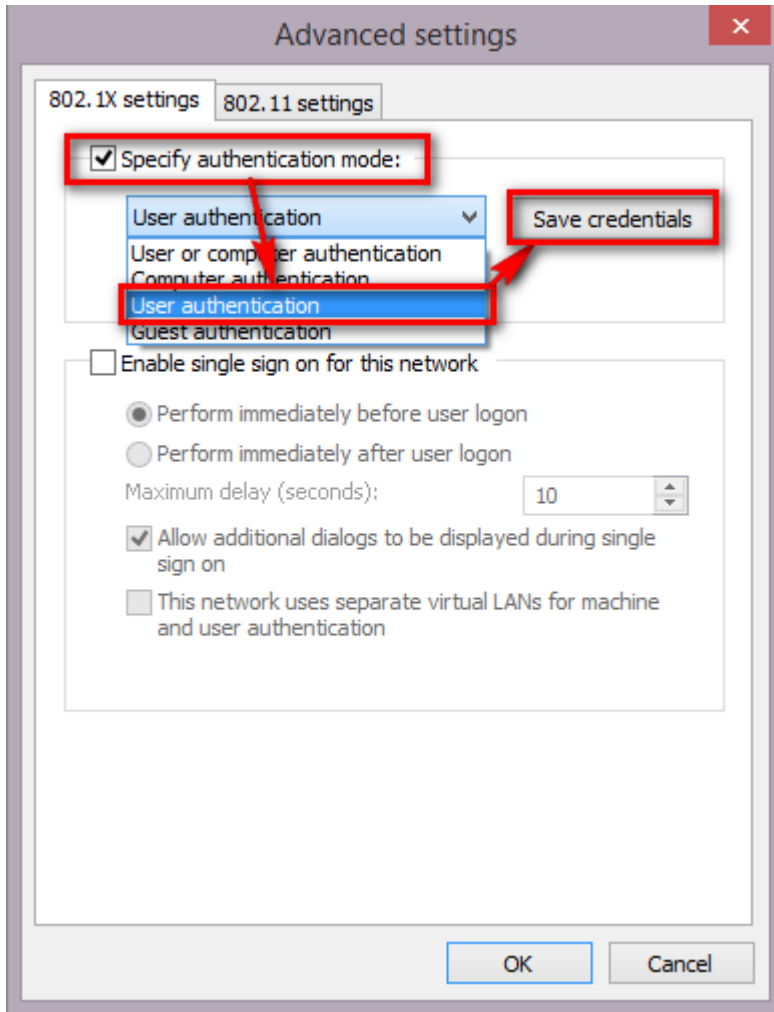 Advanced settings
802.1X settings
802.11 settings
Specify authentication mode:
User authentication
Save credentials
User or computer authentication
Computer authentication
User authentication
Guest authentication
Enable single sign on for this network
Perform immediately before user logon
Perform immediately after user logon
Maximum delay (seconds):
10
Allow additional dialogs to be displayed during single
sign on
This network uses separate virtual LANs for machine
and user authentication
OK
Cancel